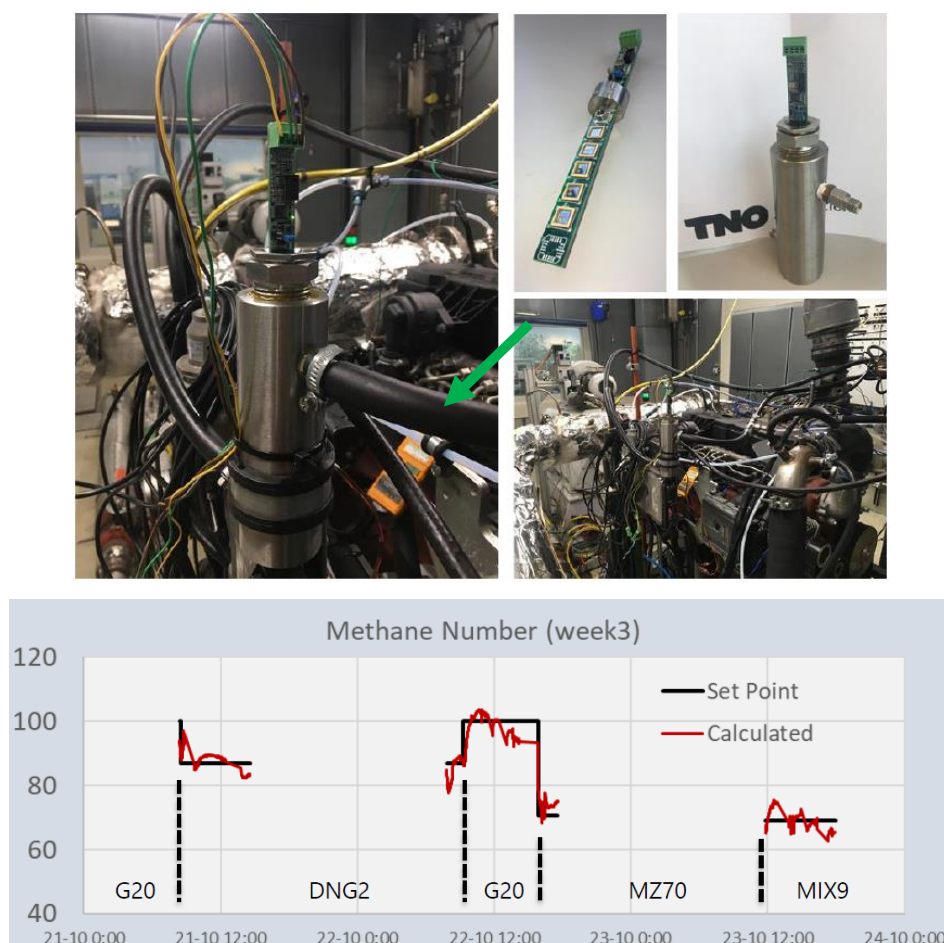 TNO
Methane Number (week3)
120
100
80
60
40
Set Point
Calculated
G20
DNG2
G20
MZ70
MIX9
21-10 0:00
21-10 12:00
22-10 0:00
22-10 12:00
23-10 0:00
23-10 12:00
24-10 0:00